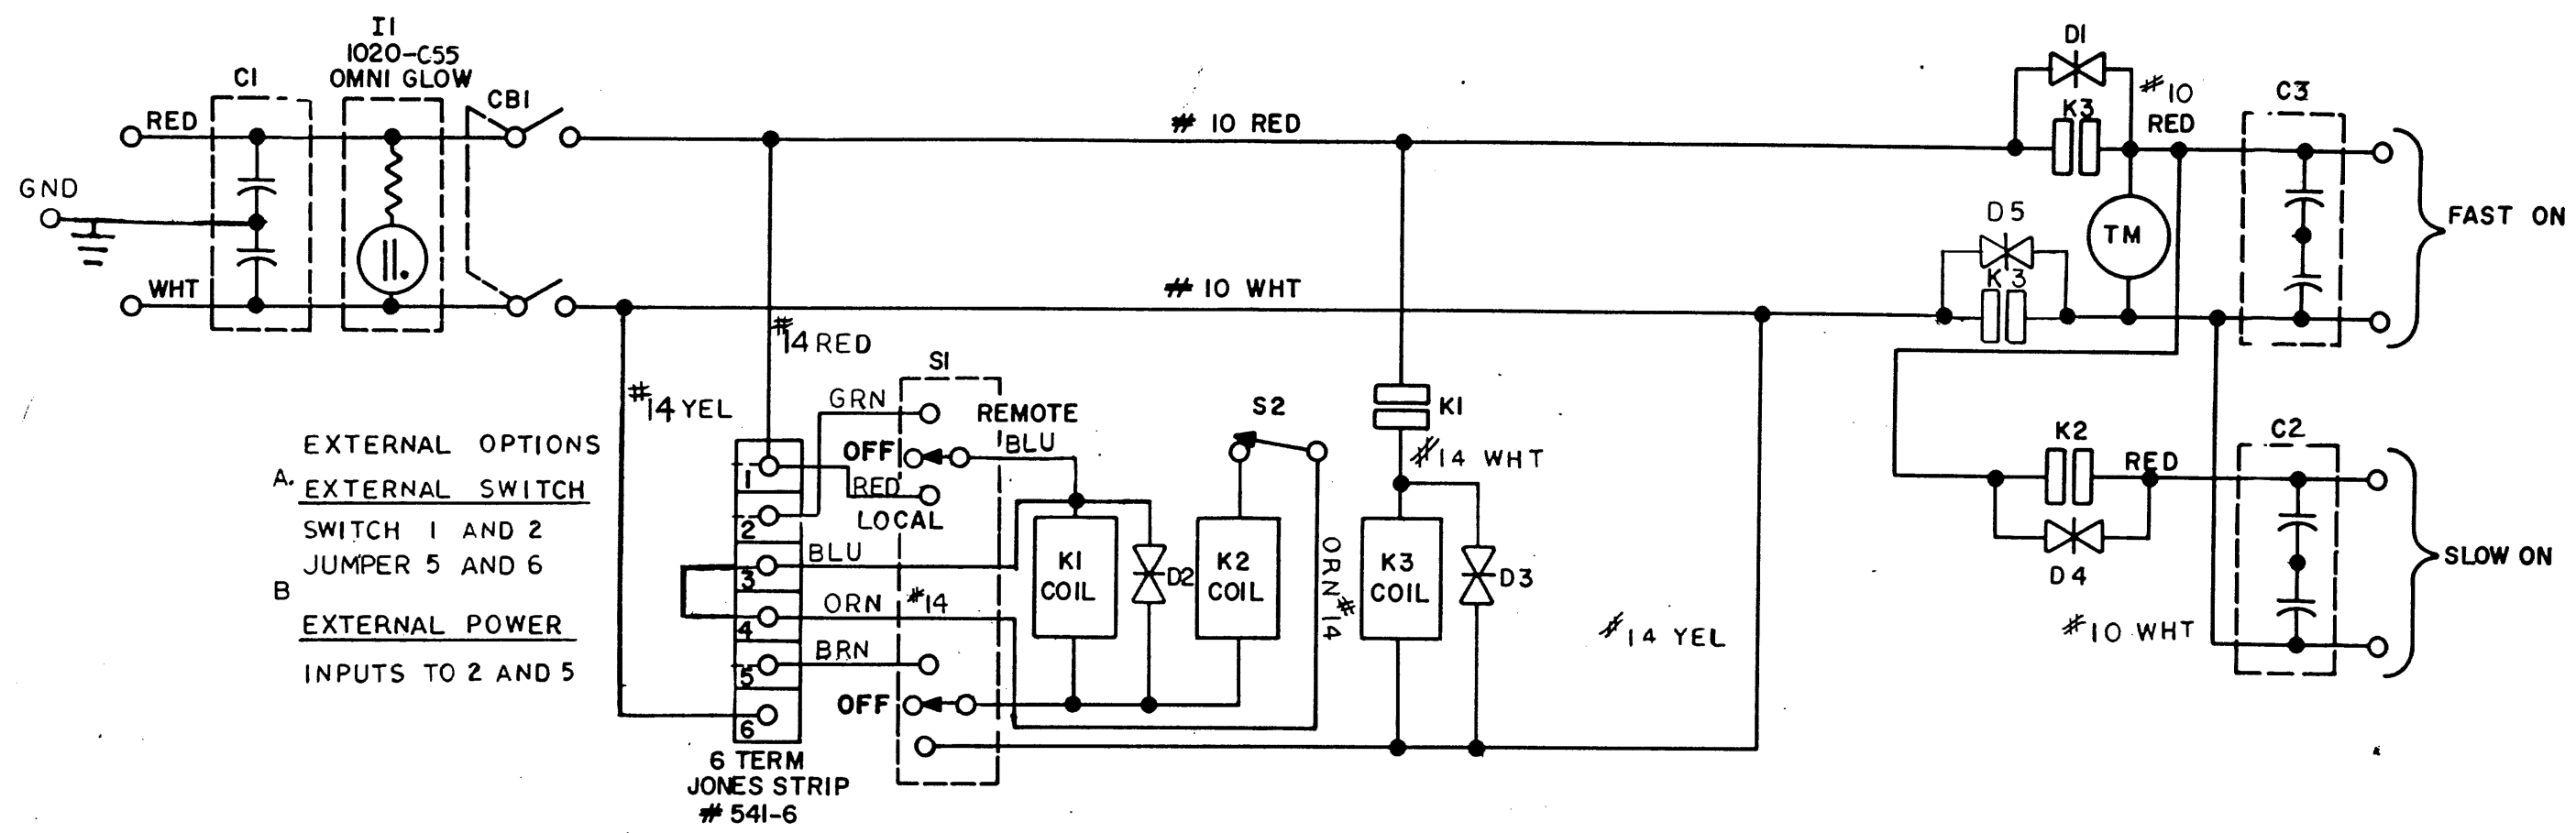 I1
1020-C55
OMNI GLOW
C1
CB1
RED
GND
WHT
# 10 RED
# 10 WHT
D1
K3
#10
RED
C3
D5
K3
TM
FAST ON
#14 RED
#14 YEL
S1
GRN
REMOTE
OFF
BLU
RED
LOCAL
1
2
3
4
5
6
BLU
ORN
#14
BRN
OFF
6 TERM
JONES STRIP
# 541-6
EXTERNAL OPTIONS
A. EXTERNAL SWITCH
SWITCH 1 AND 2
JUMPER 5 AND 6
B
EXTERNAL POWER
INPUTS TO 2 AND 5
K1
COIL
D2
S2
K2
COIL
ORN #14
K1
#14 WHT
K3
COIL
D3
#14 YEL
K2
RED
D4
#10 WHT
C2
SLOW ON